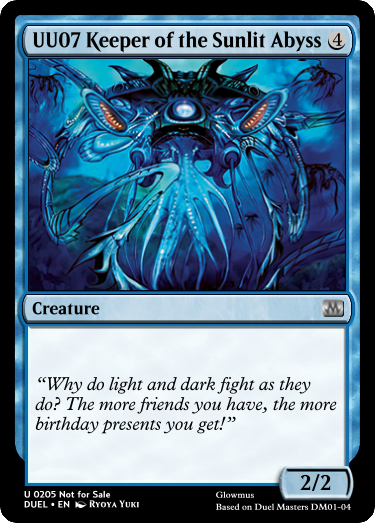 UU07 Keeper of the Sunlit Abyss 4
Creature
“Why do light and dark fight as they
do? The more friends you have, the more
birthday presents you get!”
2/2
U 0205 Not for Sale
DUEL • EN Ryoya Yuki
Glowmus
Based on Duel Masters DM01-04